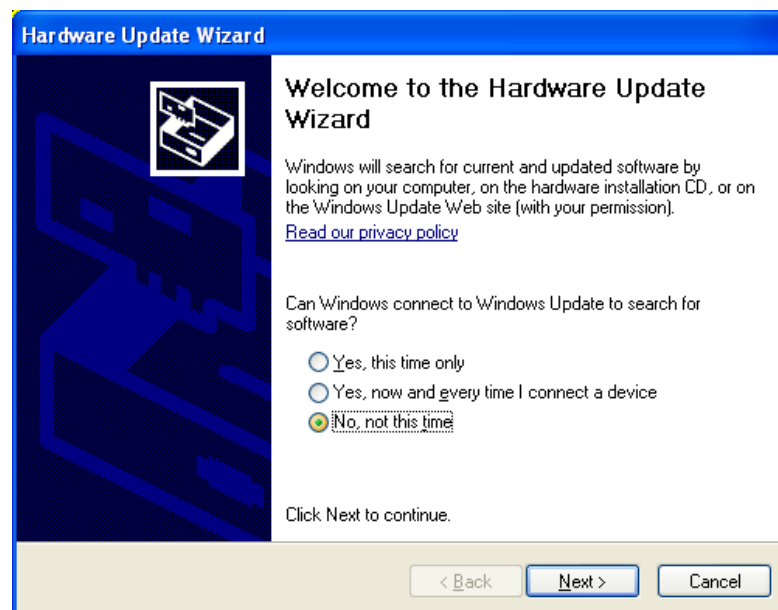 Hardware Update Wizard
Welcome to the Hardware Update
Wizard
Windows will search for current and updated software by
looking on your computer, on the hardware installation CD, or on
the Windows Update Web site (with your permission).
Read our privacy policy
Can Windows connect to Windows Update to search for
software?
Yes, this time only
Yes, now and every time I connect a device
No, not this time
Click Next to continue.
< Back Next > Cancel